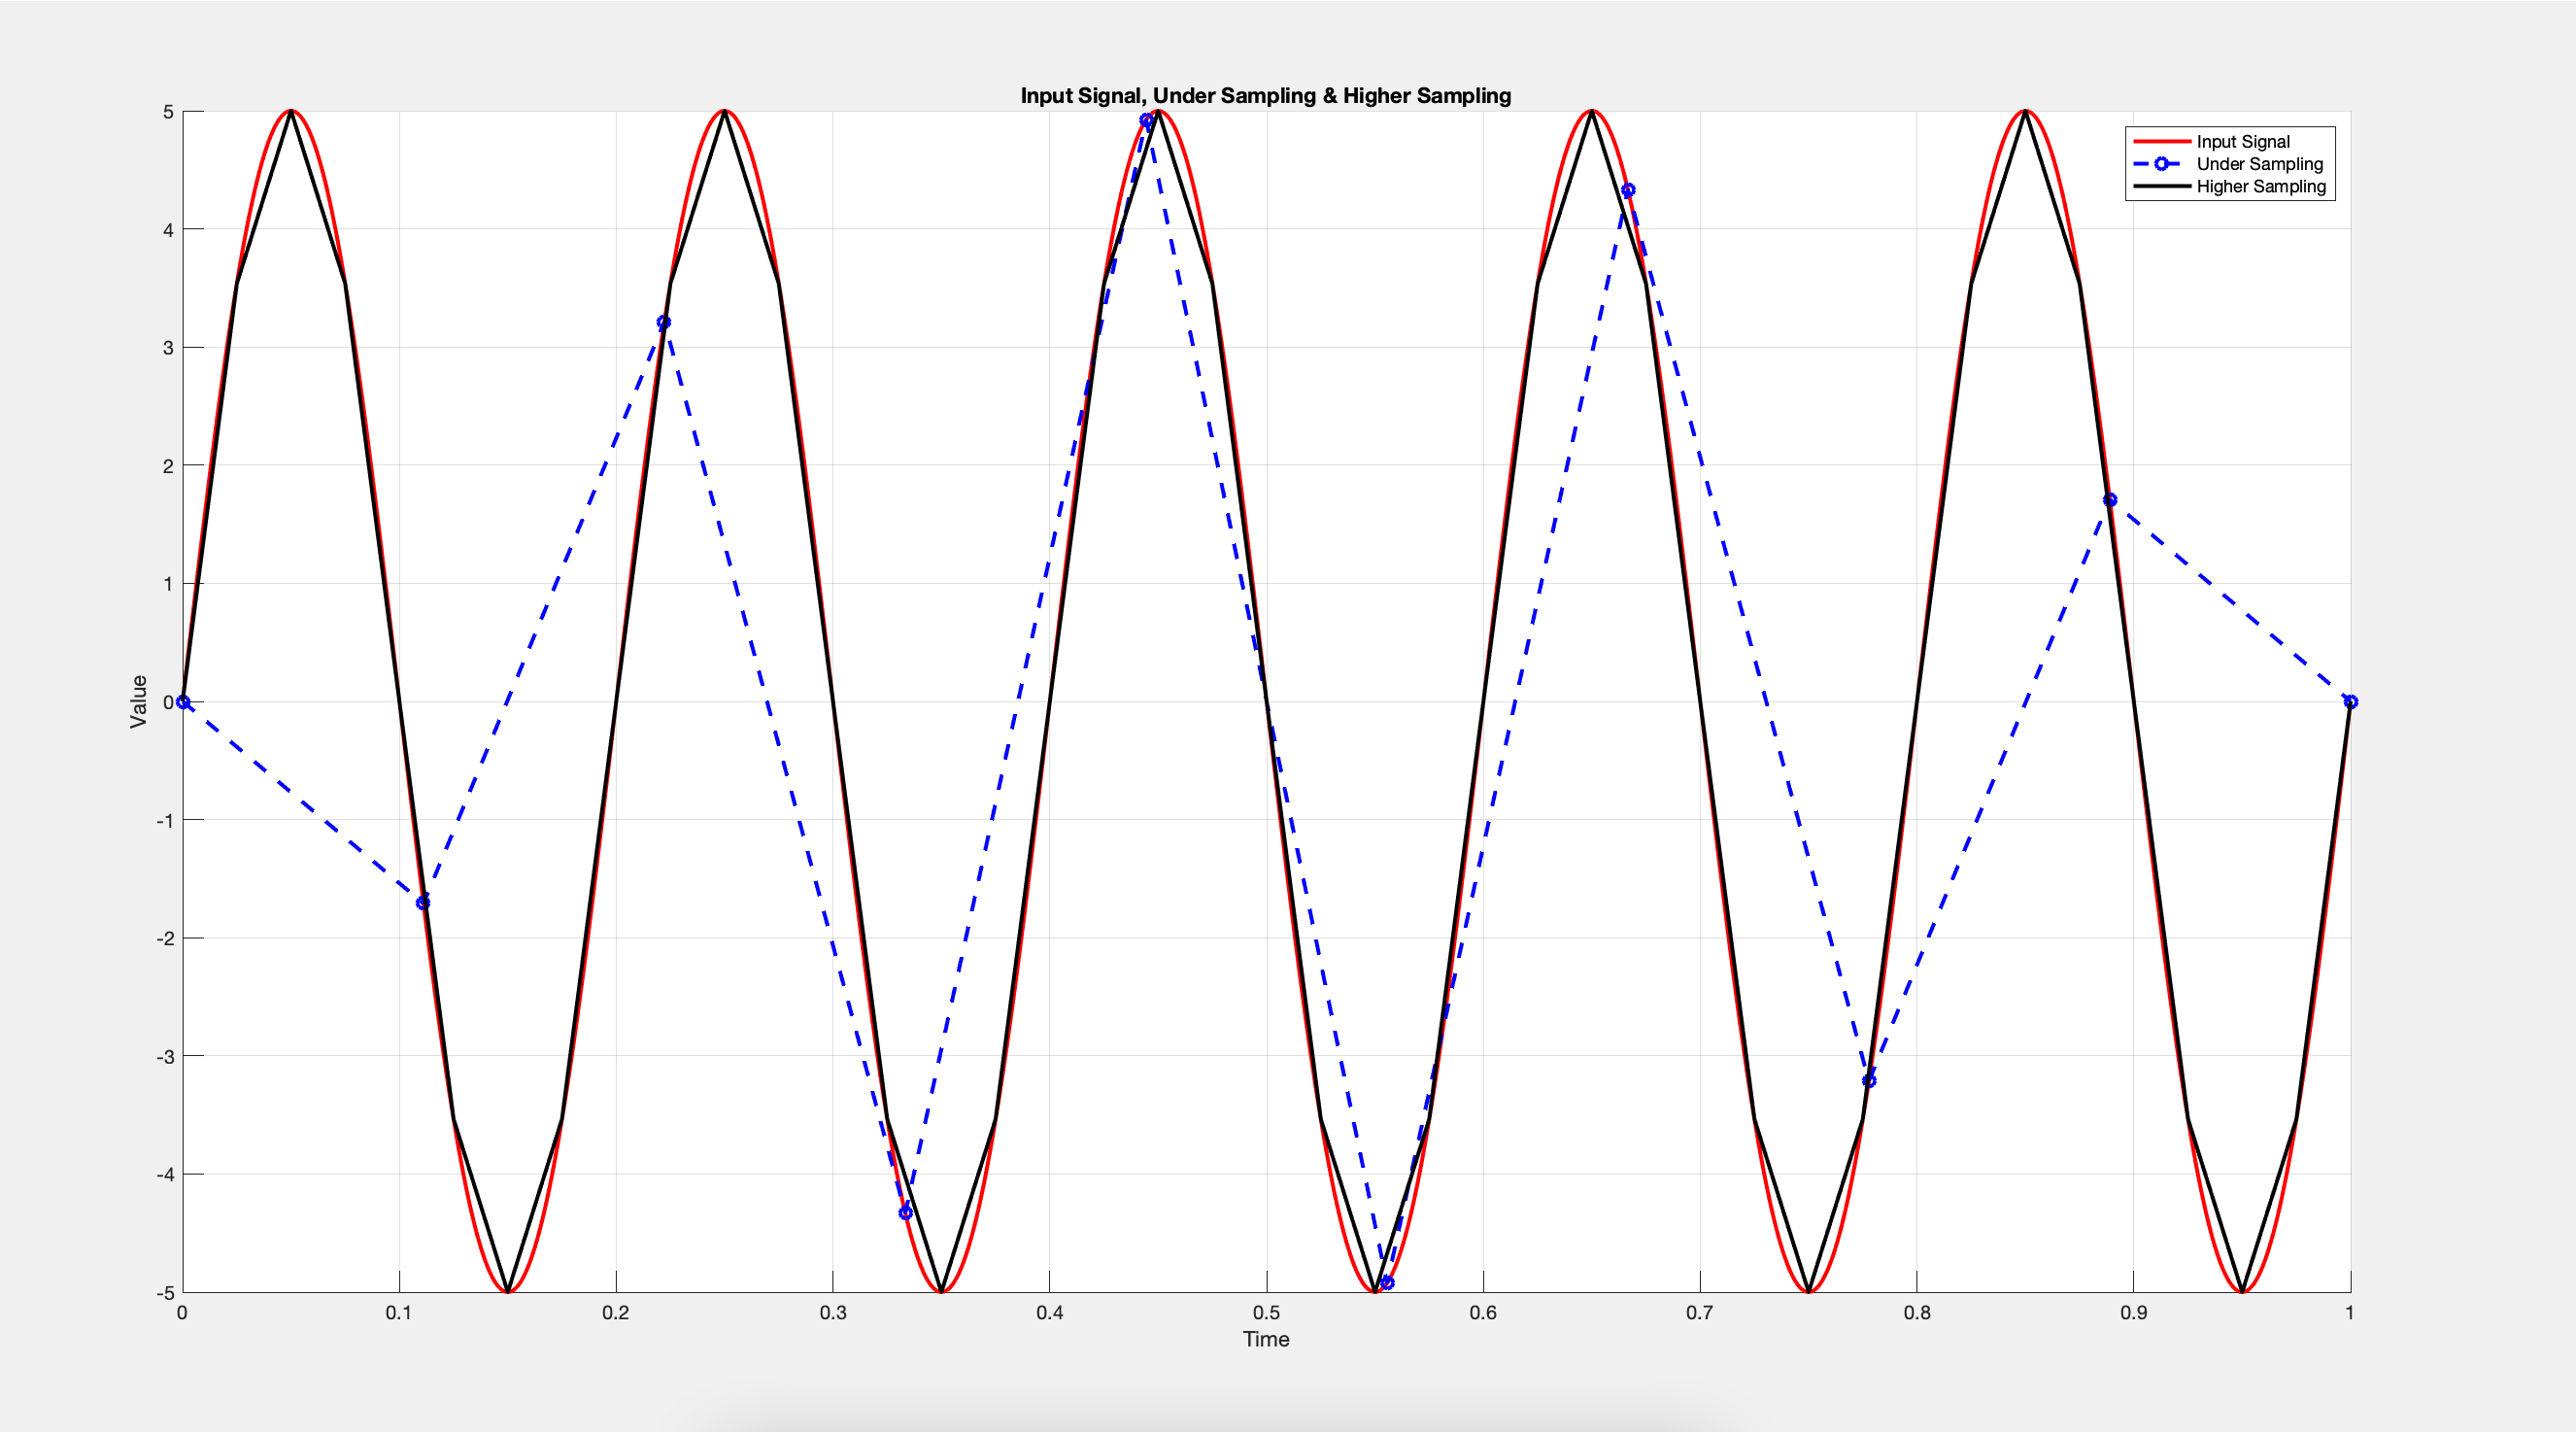 Input Signal, Under Sampling & Higher Sampling
Input Signal
Under Sampling
Higher Sampling
5
4
3
2
1
0
-1
-2
-3
-4
-5
Value
0 0.1 0.2 0.3 0.4 0.5 0.6 0.7 0.8 0.9 1
Time